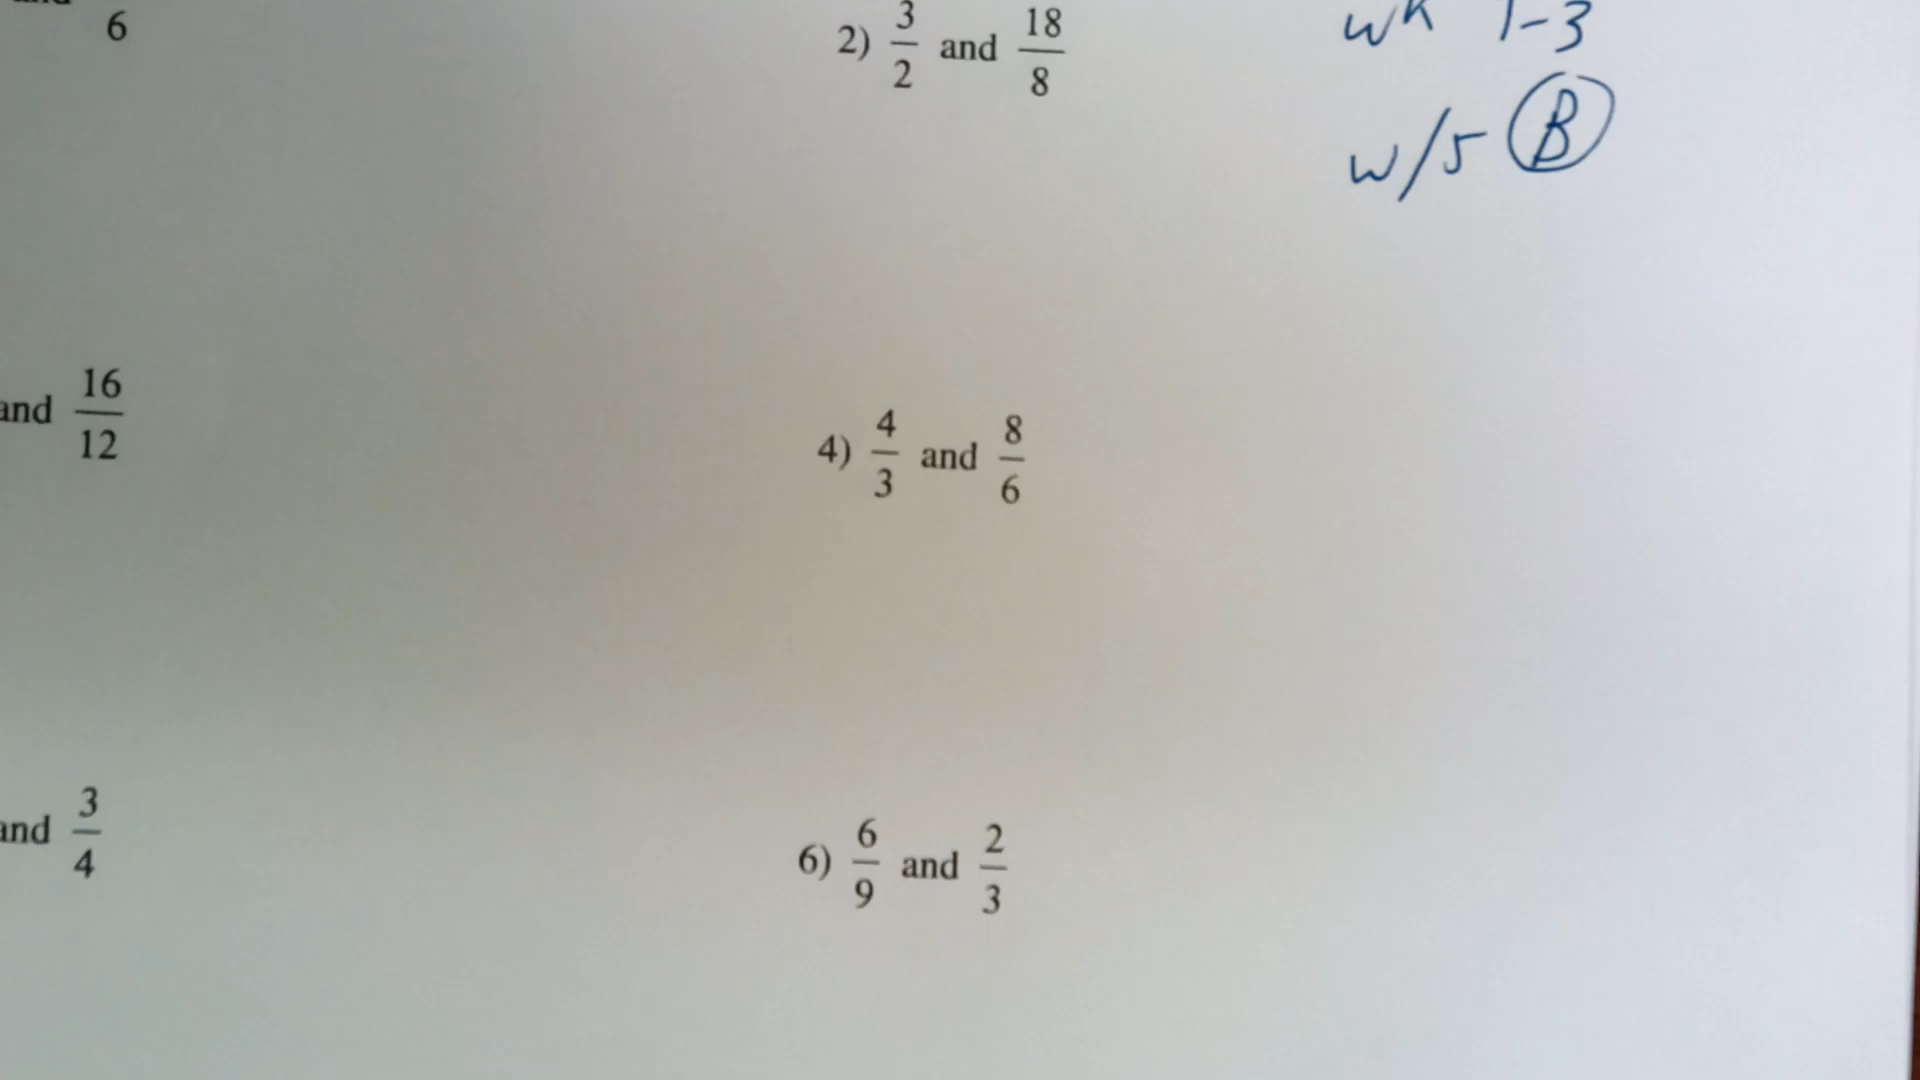 6
2) 3/2 and 18/8
wk 1-3
w/5 B
and 16/12
4) 4/3 and 8/6
and 3/4
6) 6/9 and 2/3